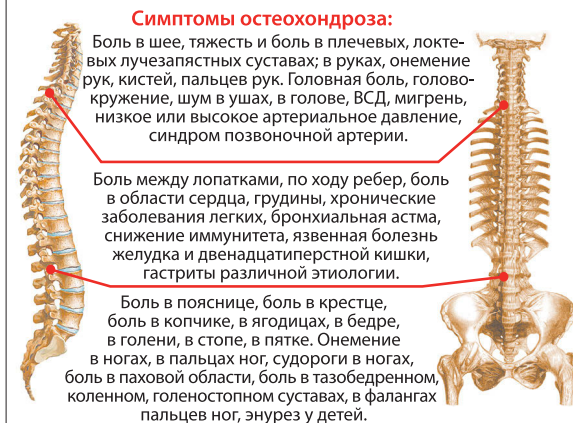 Симптомы остеохондроза:
Боль в шее, тяжесть и боль в плечевых, локте-
вых лучезапястных суставах; в руках, онемение
рук, кистей, пальцев рук. Головная боль, голово-
кружение, шум в ушах, в голове, ВСД, мигрень,
низкое или высокое артериальное давление,
синдром позвоночной артерии.
Боль между лопатками, по ходу ребер, боль
в области сердца, грудины, хронические
заболевания легких, бронхиальная астма,
снижение иммунитета, язвенная болезнь
желудка и двенадцатиперстной кишки,
гастриты различной этиологии.
Боль в пояснице, боль в крестце,
боль в копчике, в ягодицах, в бедре,
в голени, в стопе, в пятке. Онемение
в ногах, в пальцах ног, судороги в ногах,
боль в паховой области, боль в тазобедренном,
коленном, голеностопном суставах, в фалангах
пальцев ног, энурез у детей.